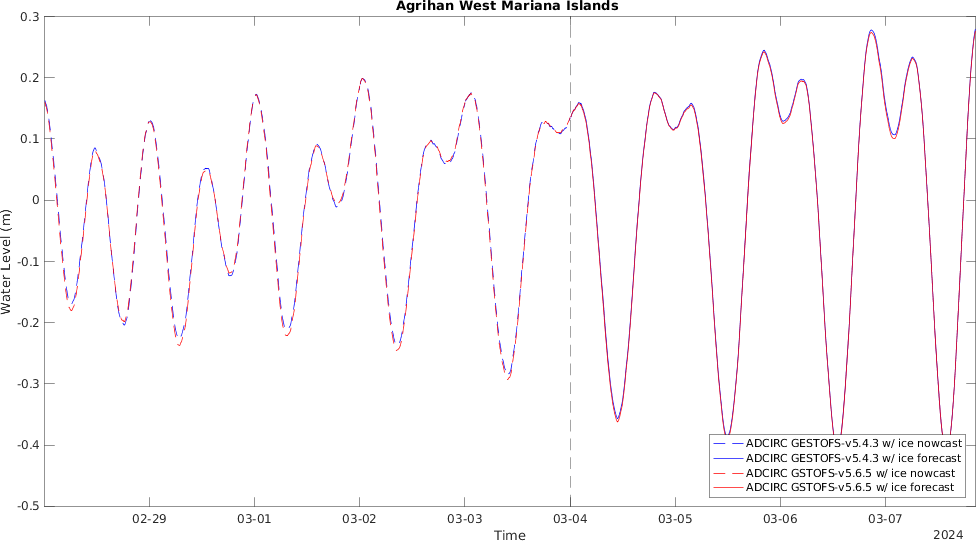 Agrihan West Mariana Islands
0.3
0.2
0.1
0
-0.1
-0.2
-0.3
-0.4
-0.5
Water Level (m)
ADCIRC GESTOFS-v5.4.3 w/ ice nowcast
ADCIRC GESTOFS-v5.4.3 w/ ice forecast
ADCIRC GSTOFS-v5.6.5 w/ ice nowcast
ADCIRC GSTOFS-v5.6.5 w/ ice forecast
02-29 03-01 03-02 03-03 03-04 03-05 03-06 03-07
Time
2024